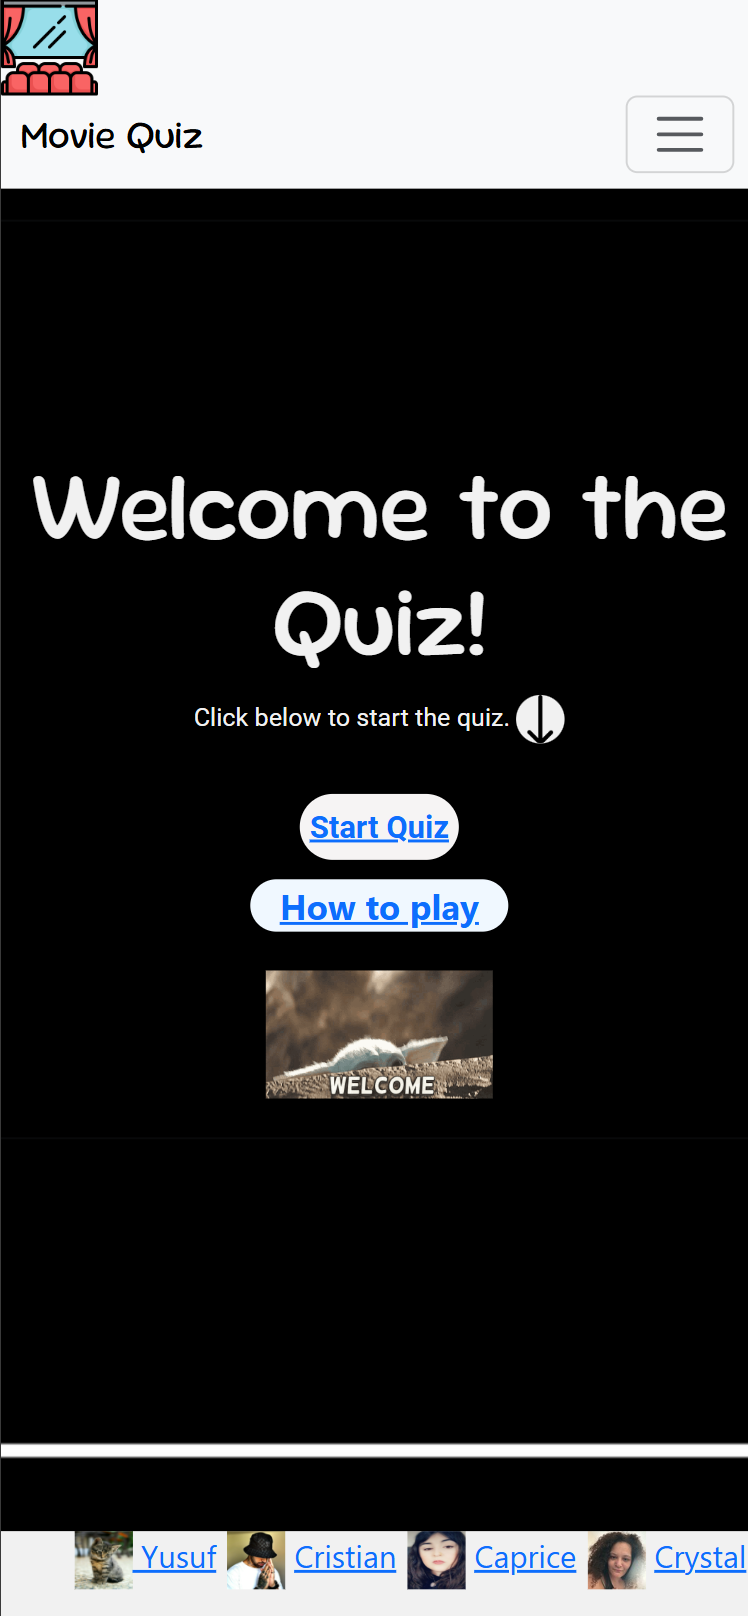 Movie Quiz
Welcome to the
Quiz!
Click below to start the quiz.
Start Quiz
How to play
WELCOME
Yusuf Cristian Caprice Crystal